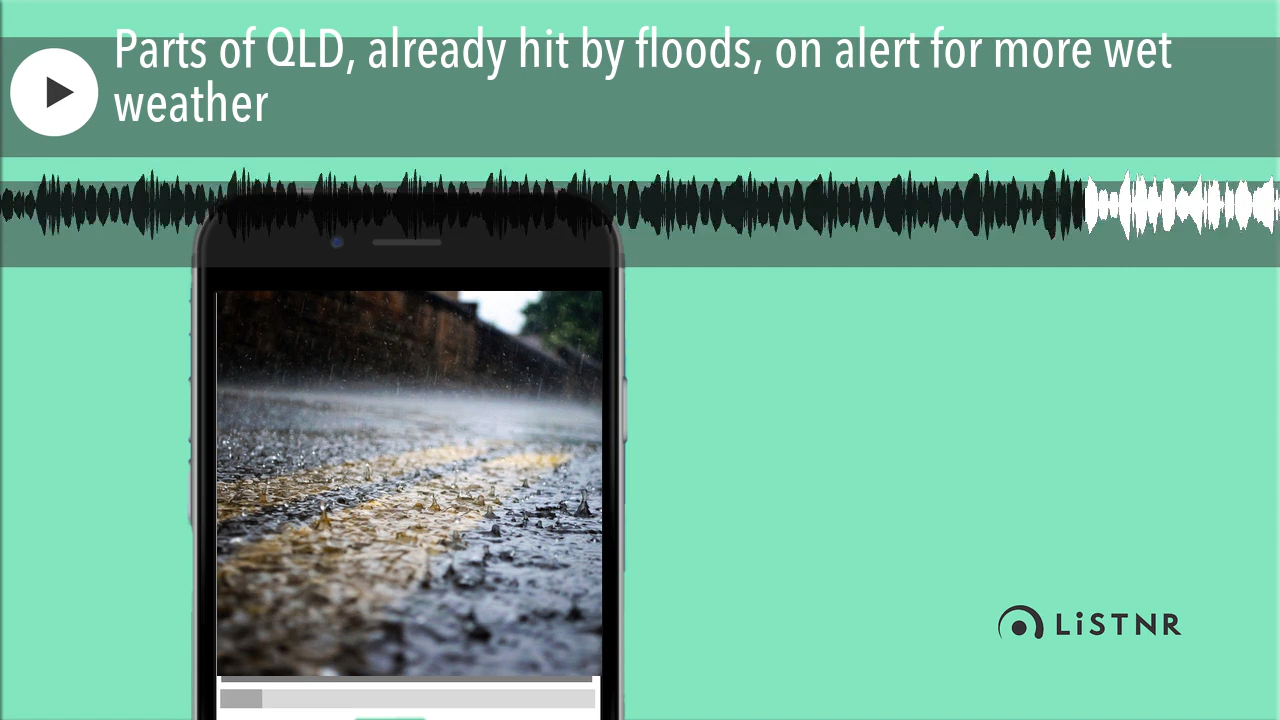 Parts of QLD, already hit by floods, on alert for more wet
weather
LiSTNR